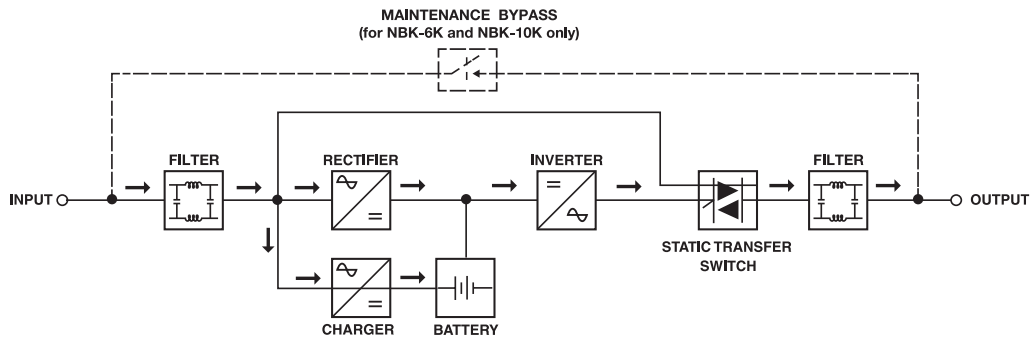 MAINTENANCE BYPASS
(for NBK-6K and NBK-10K only)
FILTER
RECTIFIER
INVERTER
FILTER
INPUT
OUTPUT
STATIC TRANSFER
SWITCH
CHARGER
BATTERY